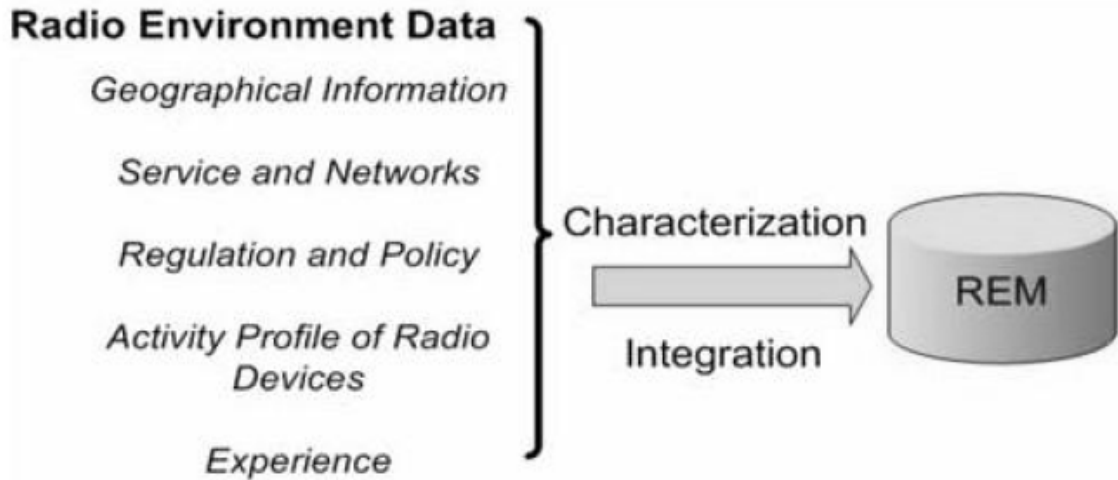 Radio Environment Data
Geographical Information
Service and Networks
Regulation and Policy
Activity Profile of Radio
Devices
Experience
Characterization
Integration
REM